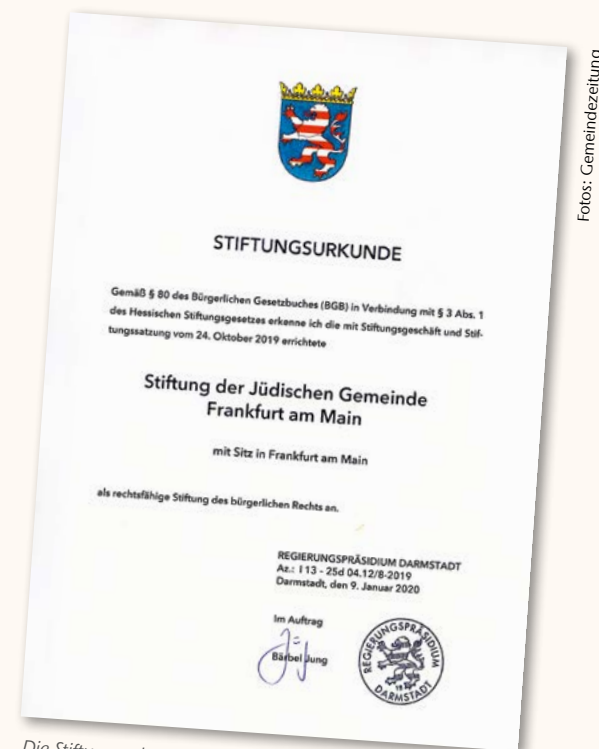 STIFTUNGSURKUNDE
Gemäß § 80 des Bürgerlichen Gesetzbuches (BGB) in Verbindung mit § 3 Abs. 1
des Hessischen Stiftungsgesetzes erkenne ich die mit Stiftungsgeschäft und Stif-
tungssatzung vom 24. Oktober 2019 errichtete
Stiftung der Jüdischen Gemeinde
Frankfurt am Main
mit Sitz in Frankfurt am Main
als rechtsfähige Stiftung des bürgerlichen Rechts an.
REGIERUNGSPRÄSIDIUM DARMSTADT
Az.: I 13 - 25d 04.12/8-2019
Darmstadt, den 9. Januar 2020
Im Auftrag
Bärbel Jung
REGIERUNGSPRÄSIDIUM
DARMSTADT
Fotos: Gemeindezeitung